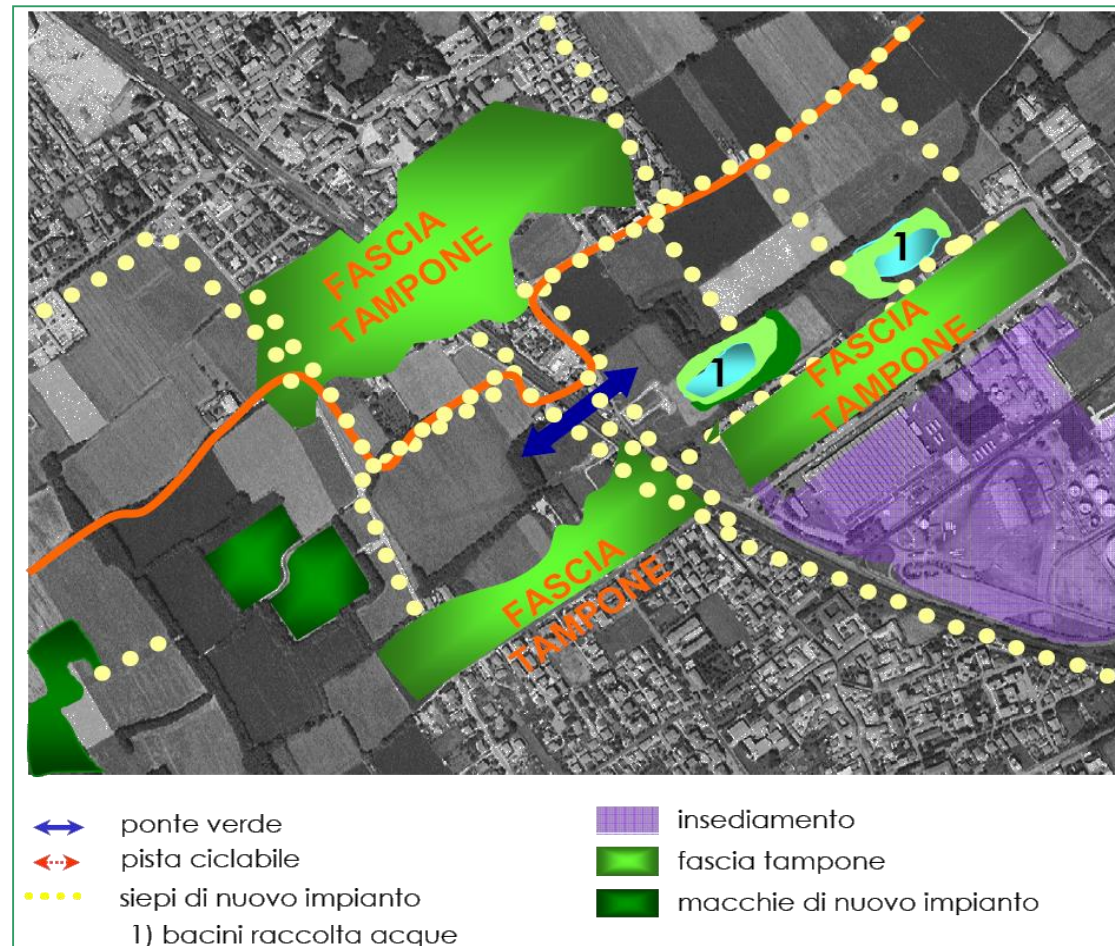 FASCIA
TAMPONE
1
FASCIA
TAMPONE
1
FASCIA
TAMPONE
ponte verde
pista ciclabile
siepi di nuovo impianto
1) bacini raccolta acque
insediamento
fascia tampone
macchie di nuovo impianto